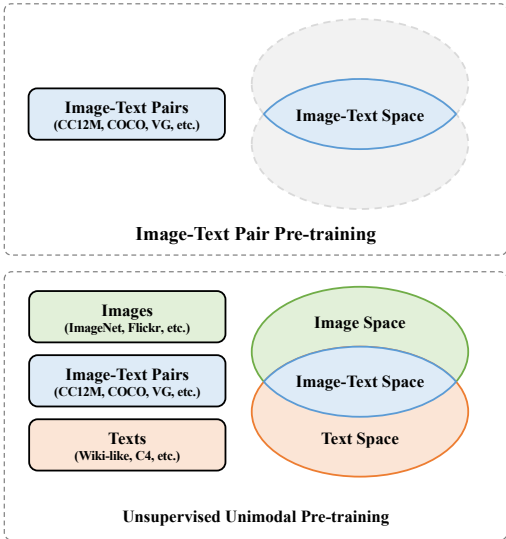 Image-Text Pairs
(CC12M, COCO, VG, etc.)
Image-Text Space
Image-Text Pair Pre-training
Images
(ImageNet, Flickr, etc.)
Image Space
Image-Text Pairs
(CC12M, COCO, VG, etc.)
Image-Text Space
Texts
(Wiki-like, C4, etc.)
Text Space
Unsupervised Unimodal Pre-training